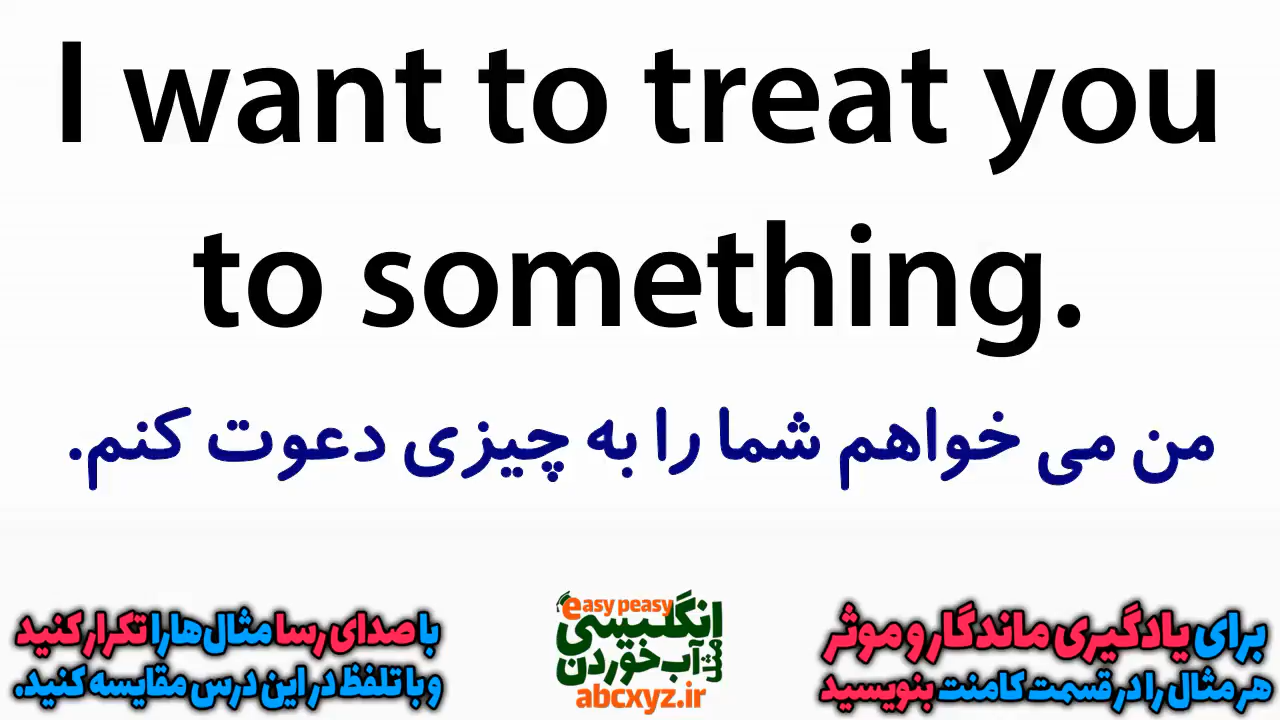 I want to treat you
to something.
من می خواهم شما را به چیزی دعوت کنم.
برای یادگیری ماندگار و موثر
هر مثال را در قسمت کامنت بنویسید
easy peasy
انگلیسی
مثل آب خوردن
abcxyz.ir
با صدای رسا مثال‌ها را تکرار کنید
و با تلفظ در این درس مقایسه کنید.